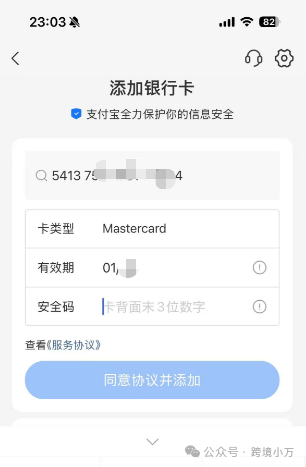 23:03
82
添加银行卡
支付宝全力保护你的信息安全
5413 75 4
卡类型 Mastercard
有效期 01/
安全码 卡背面末3位数字
查看《服务协议》
同意协议并添加
公众号 · 跨境小万